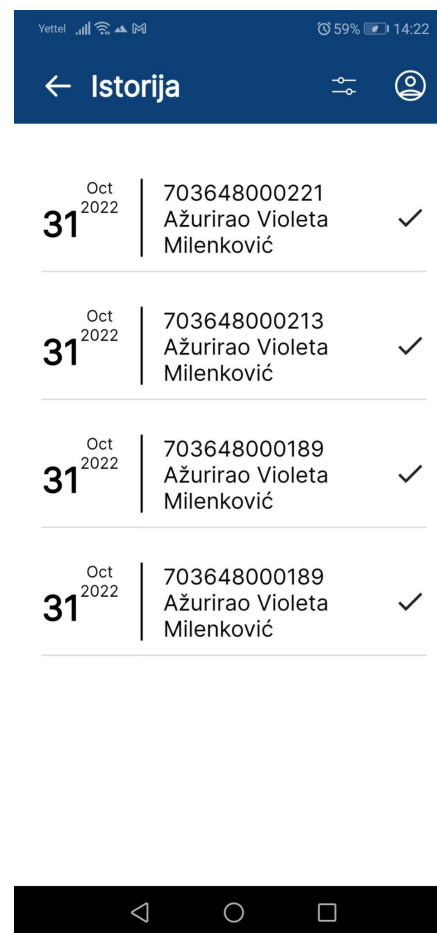 Yettel 59% 14:22
Istorija
Oct
31 2022
703648000221
Ažurirao Violeta
Milenković
Oct
31 2022
703648000213
Ažurirao Violeta
Milenković
Oct
31 2022
703648000189
Ažurirao Violeta
Milenković
Oct
31 2022
703648000189
Ažurirao Violeta
Milenković